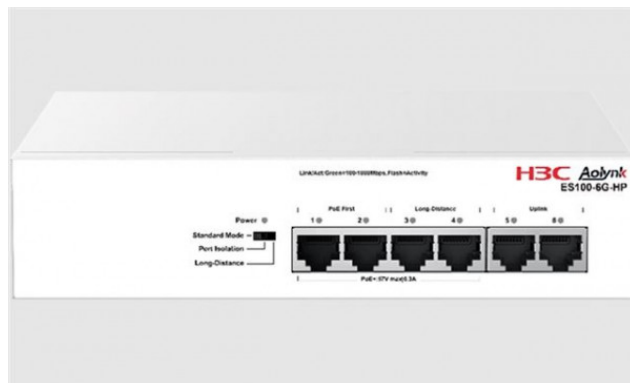 Link/Act: Green=100-1000Mbps, Flash=Activity
H3C Aolynk
ES100-6G-HP
PoE First Long-Distance Uplink
Power 1 2 3 4 5 6
Standard Mode
Port Isolation
Long-Distance